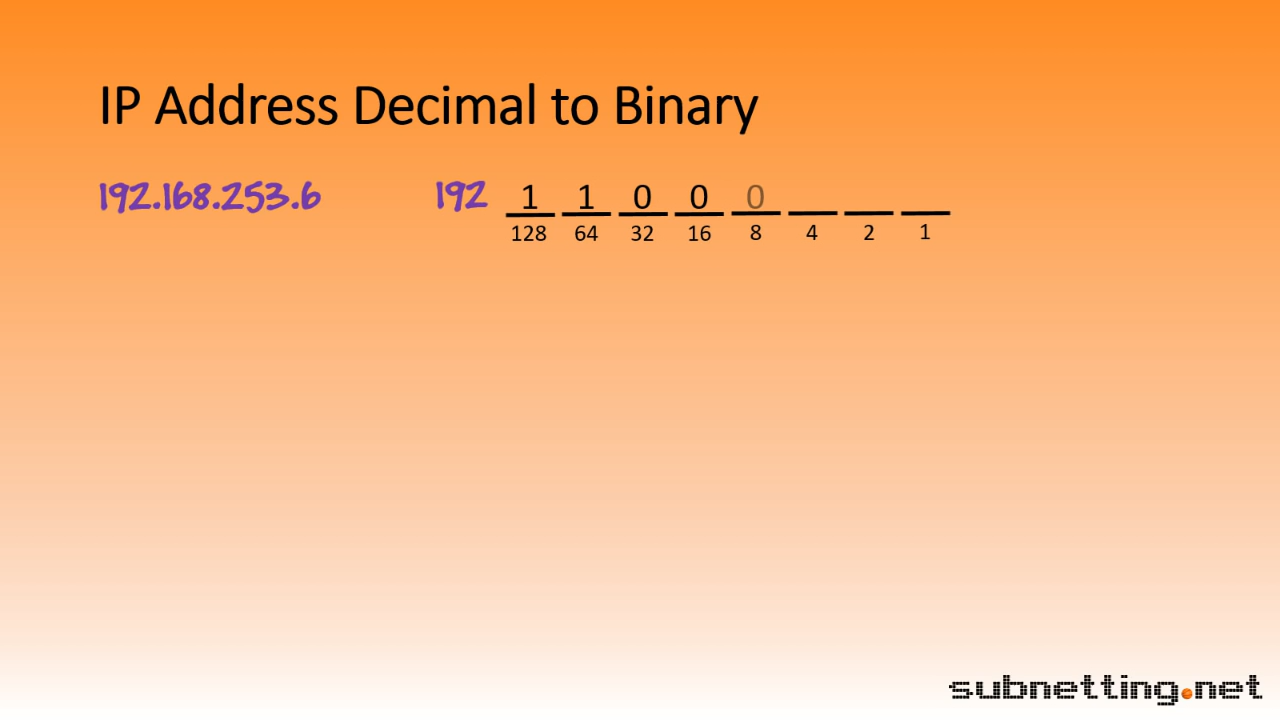 IP Address Decimal to Binary
192.168.253.6 192 1 1 0 0 0
128 64 32 16 8 4 2 1
subnetting.net